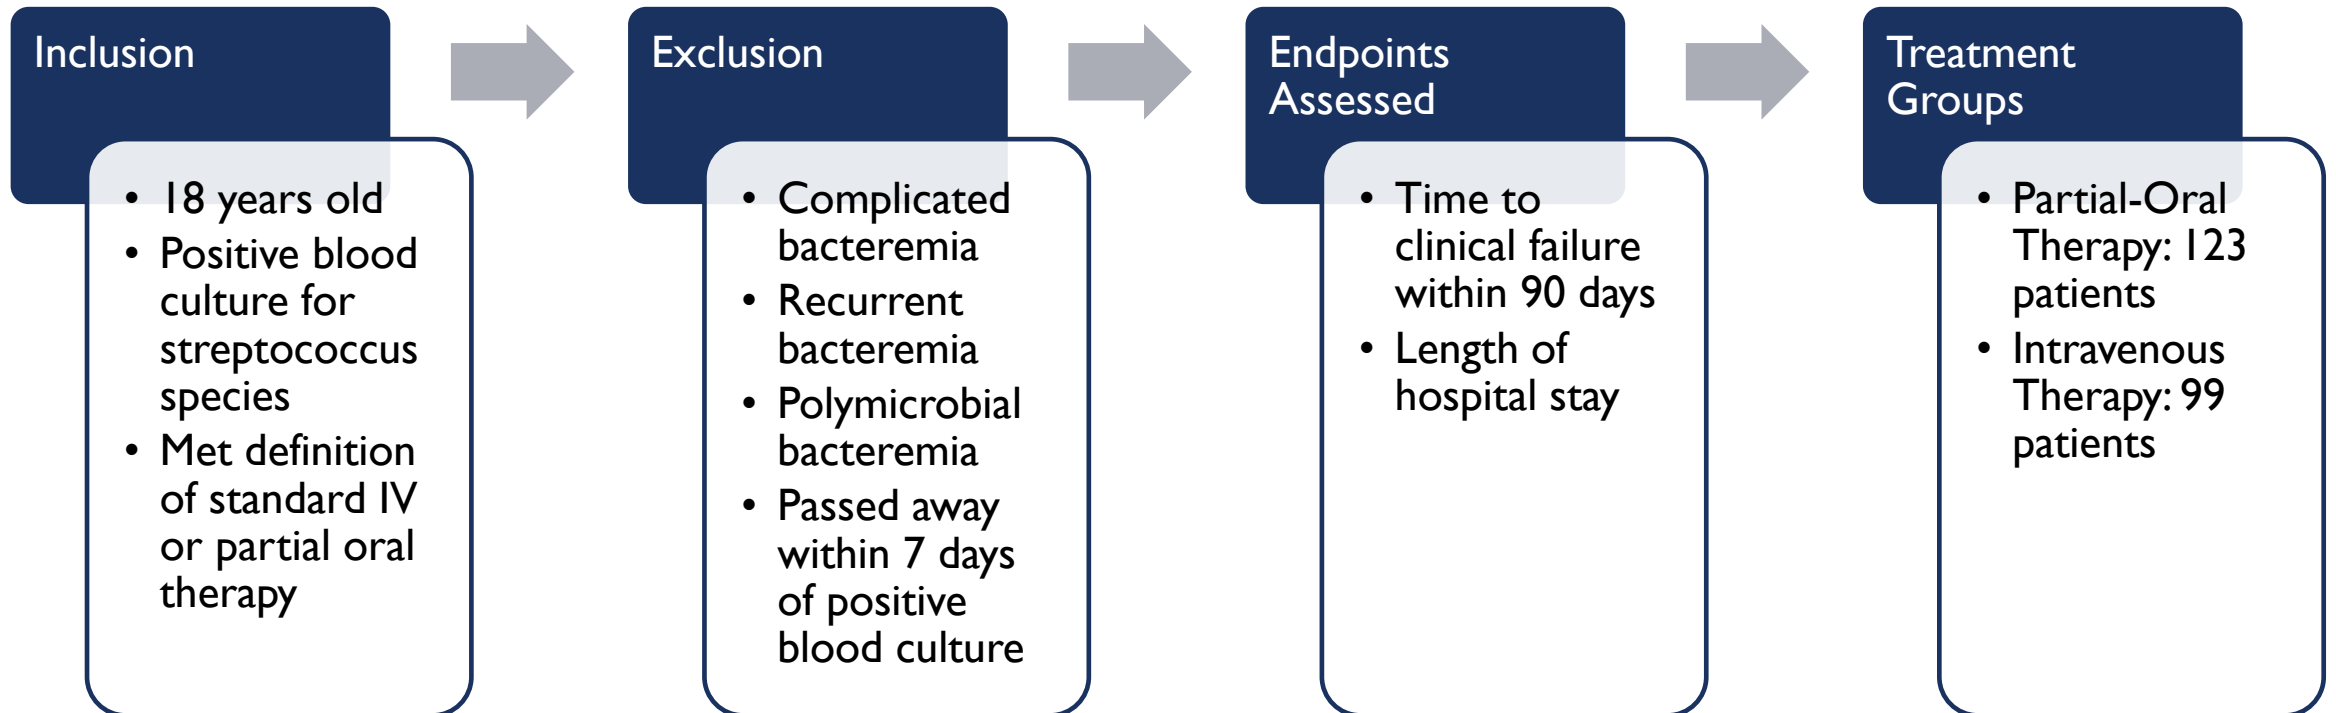 Inclusion
• 18 years old
• Positive blood
culture for
streptococcus
species
• Met definition
of standard IV
or partial oral
therapy
Exclusion
• Complicated
bacteremia
• Recurrent
bacteremia
• Polymicrobial
bacteremia
• Passed away
within 7 days
of positive
blood culture
Endpoints
Assessed
• Time to
clinical failure
within 90 days
• Length of
hospital stay
Treatment
Groups
• Partial-Oral
Therapy: 123
patients
• Intravenous
Therapy: 99
patients